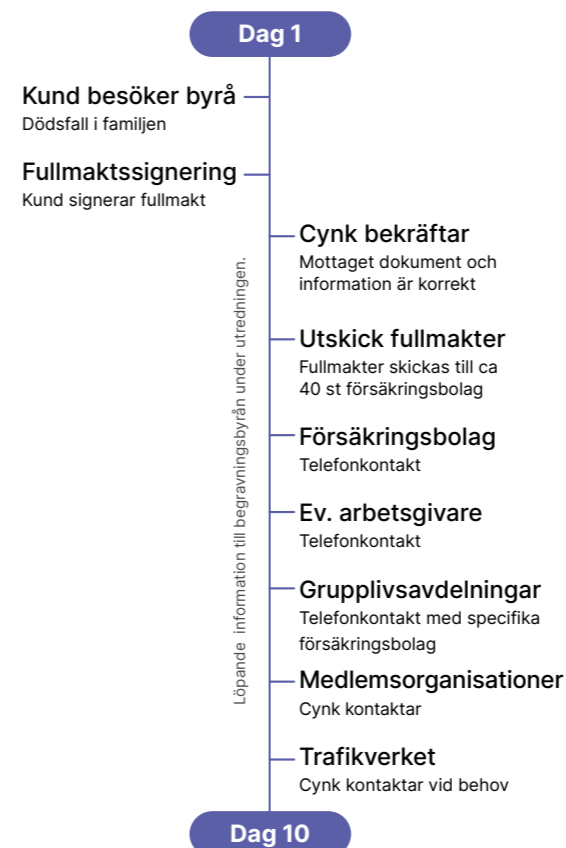 Dag 1
Kund besöker byrå
Dödsfall i familjen
Fullmaktssignering
Kund signerar fullmakt
Cynk bekräftar
Mottaget dokument och
information är korrekt
Löpande information till begravningsbyrån under utredningen.
Utskick fullmakter
Fullmakter skickas till ca
40 st försäkringsbolag
Försäkringsbolag
Telefonkontakt
Ev. arbetsgivare
Telefonkontakt
Grupplivsavdelningar
Telefonkontakt med specifika
försäkringsbolag
Medlemsorganisationer
Cynk kontaktar
Trafikverket
Cynk kontaktar vid behov
Dag 10